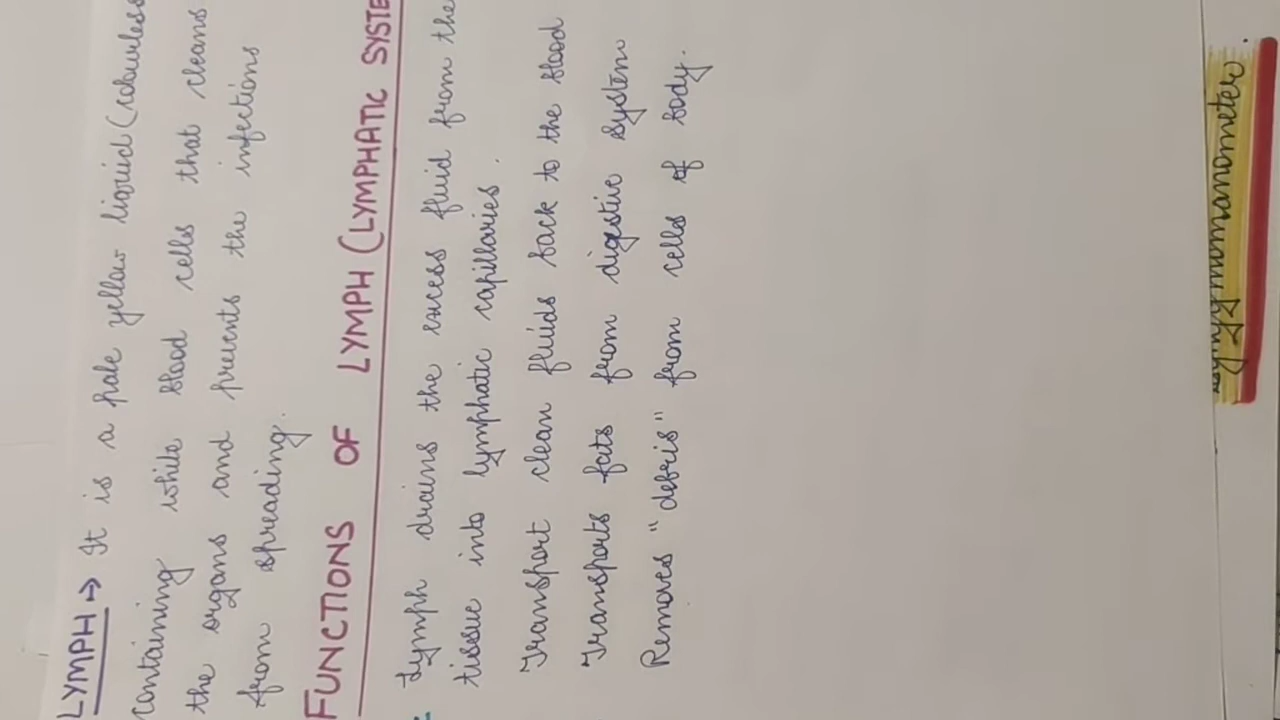 LYMPH → It is a pale yellow liquid (colourless
containing white blood cells that cleans
the organs and prevents the infections
from spreading.
FUNCTIONS OF LYMPH (LYMPHATIC SYSTE
Lymph drains the excess fluid from the
tissue into lymphatic capillaries.
Transport clean fluids back to the blood
Transports fats from digestive system
Removes "debris" from cells of body.
sphygmomanometer.